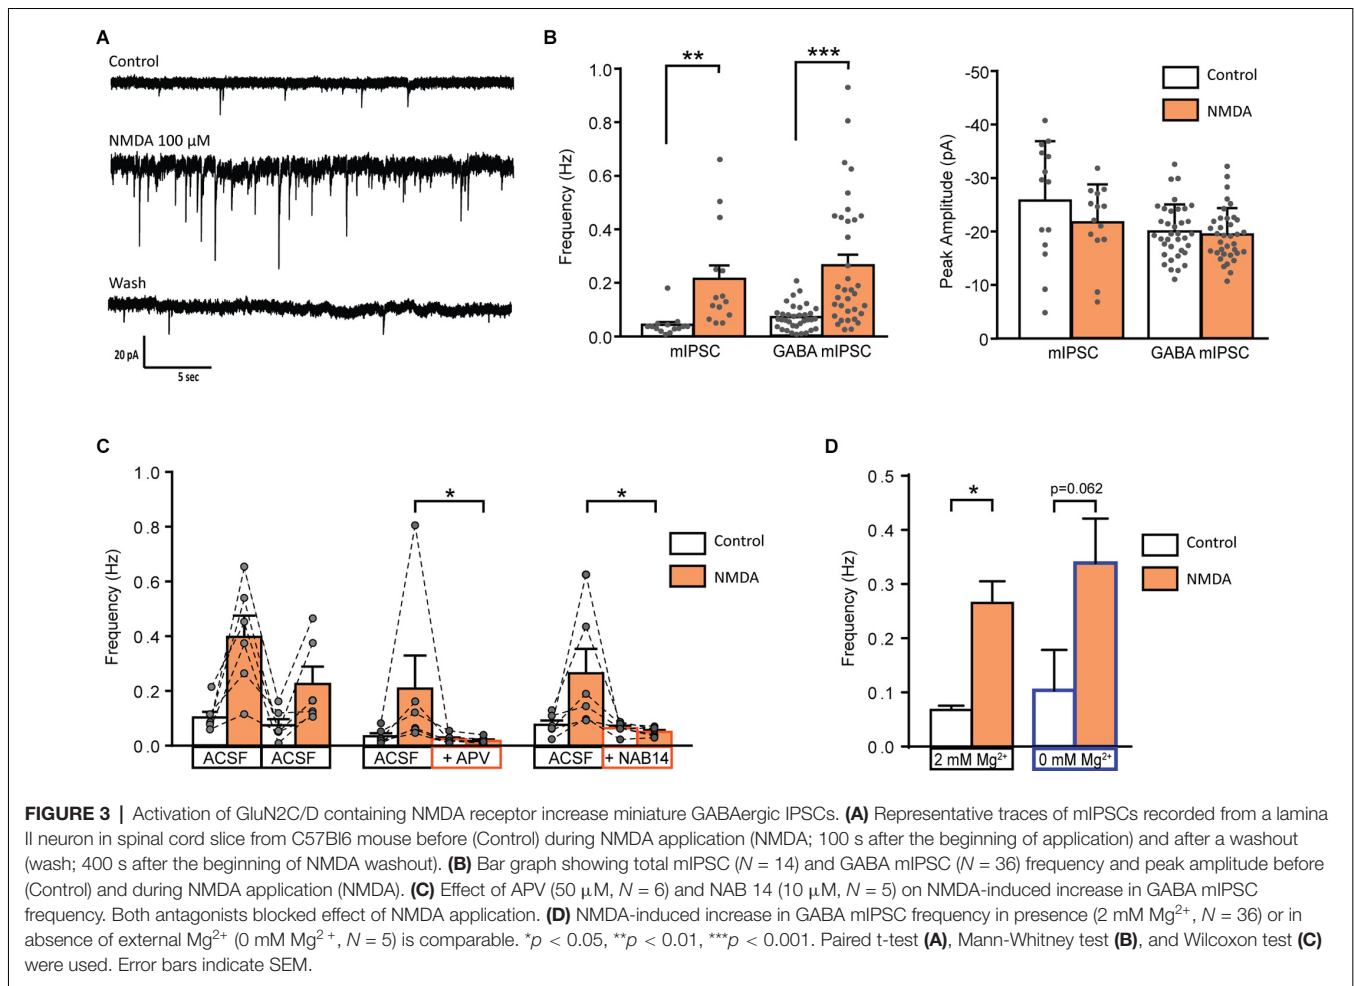 A
Control
NMDA 100 µM
Wash
20 pA
5 sec
B
**
***
1.0
0.8
0.6
0.4
0.2
0.0
Frequency (Hz)
mIPSC
GABA mIPSC
-50
-40
-30
-20
-10
0
Peak Amplitude (pA)
mIPSC
GABA mIPSC
Control
NMDA
C
1.0
0.8
0.6
0.4
0.2
0.0
Frequency (Hz)
*
*
ACSF
ACSF
ACSF
+ APV
ACSF
+ NAB14
Control
NMDA
D
0.5
0.4
0.3
0.2
0.1
0.0
Frequency (Hz)
*
p=0.062
2 mM Mg²⁺
0 mM Mg²⁺
Control
NMDA
FIGURE 3 | Activation of GluN2C/D containing NMDA receptor increase miniature GABAergic IPSCs. (A) Representative traces of mIPSCs recorded from a lamina
II neuron in spinal cord slice from C57Bl6 mouse before (Control) during NMDA application (NMDA; 100 s after the beginning of application) and after a washout
(wash; 400 s after the beginning of NMDA washout). (B) Bar graph showing total mIPSC (N = 14) and GABA mIPSC (N = 36) frequency and peak amplitude before
(Control) and during NMDA application (NMDA). (C) Effect of APV (50 µM, N = 6) and NAB 14 (10 µM, N = 5) on NMDA-induced increase in GABA mIPSC
frequency. Both antagonists blocked effect of NMDA application. (D) NMDA-induced increase in GABA mIPSC frequency in presence (2 mM Mg²⁺, N = 36) or in
absence of external Mg²⁺ (0 mM Mg²⁺, N = 5) is comparable. *p < 0.05, **p < 0.01, ***p < 0.001. Paired t-test (A), Mann-Whitney test (B), and Wilcoxon test (C)
were used. Error bars indicate SEM.